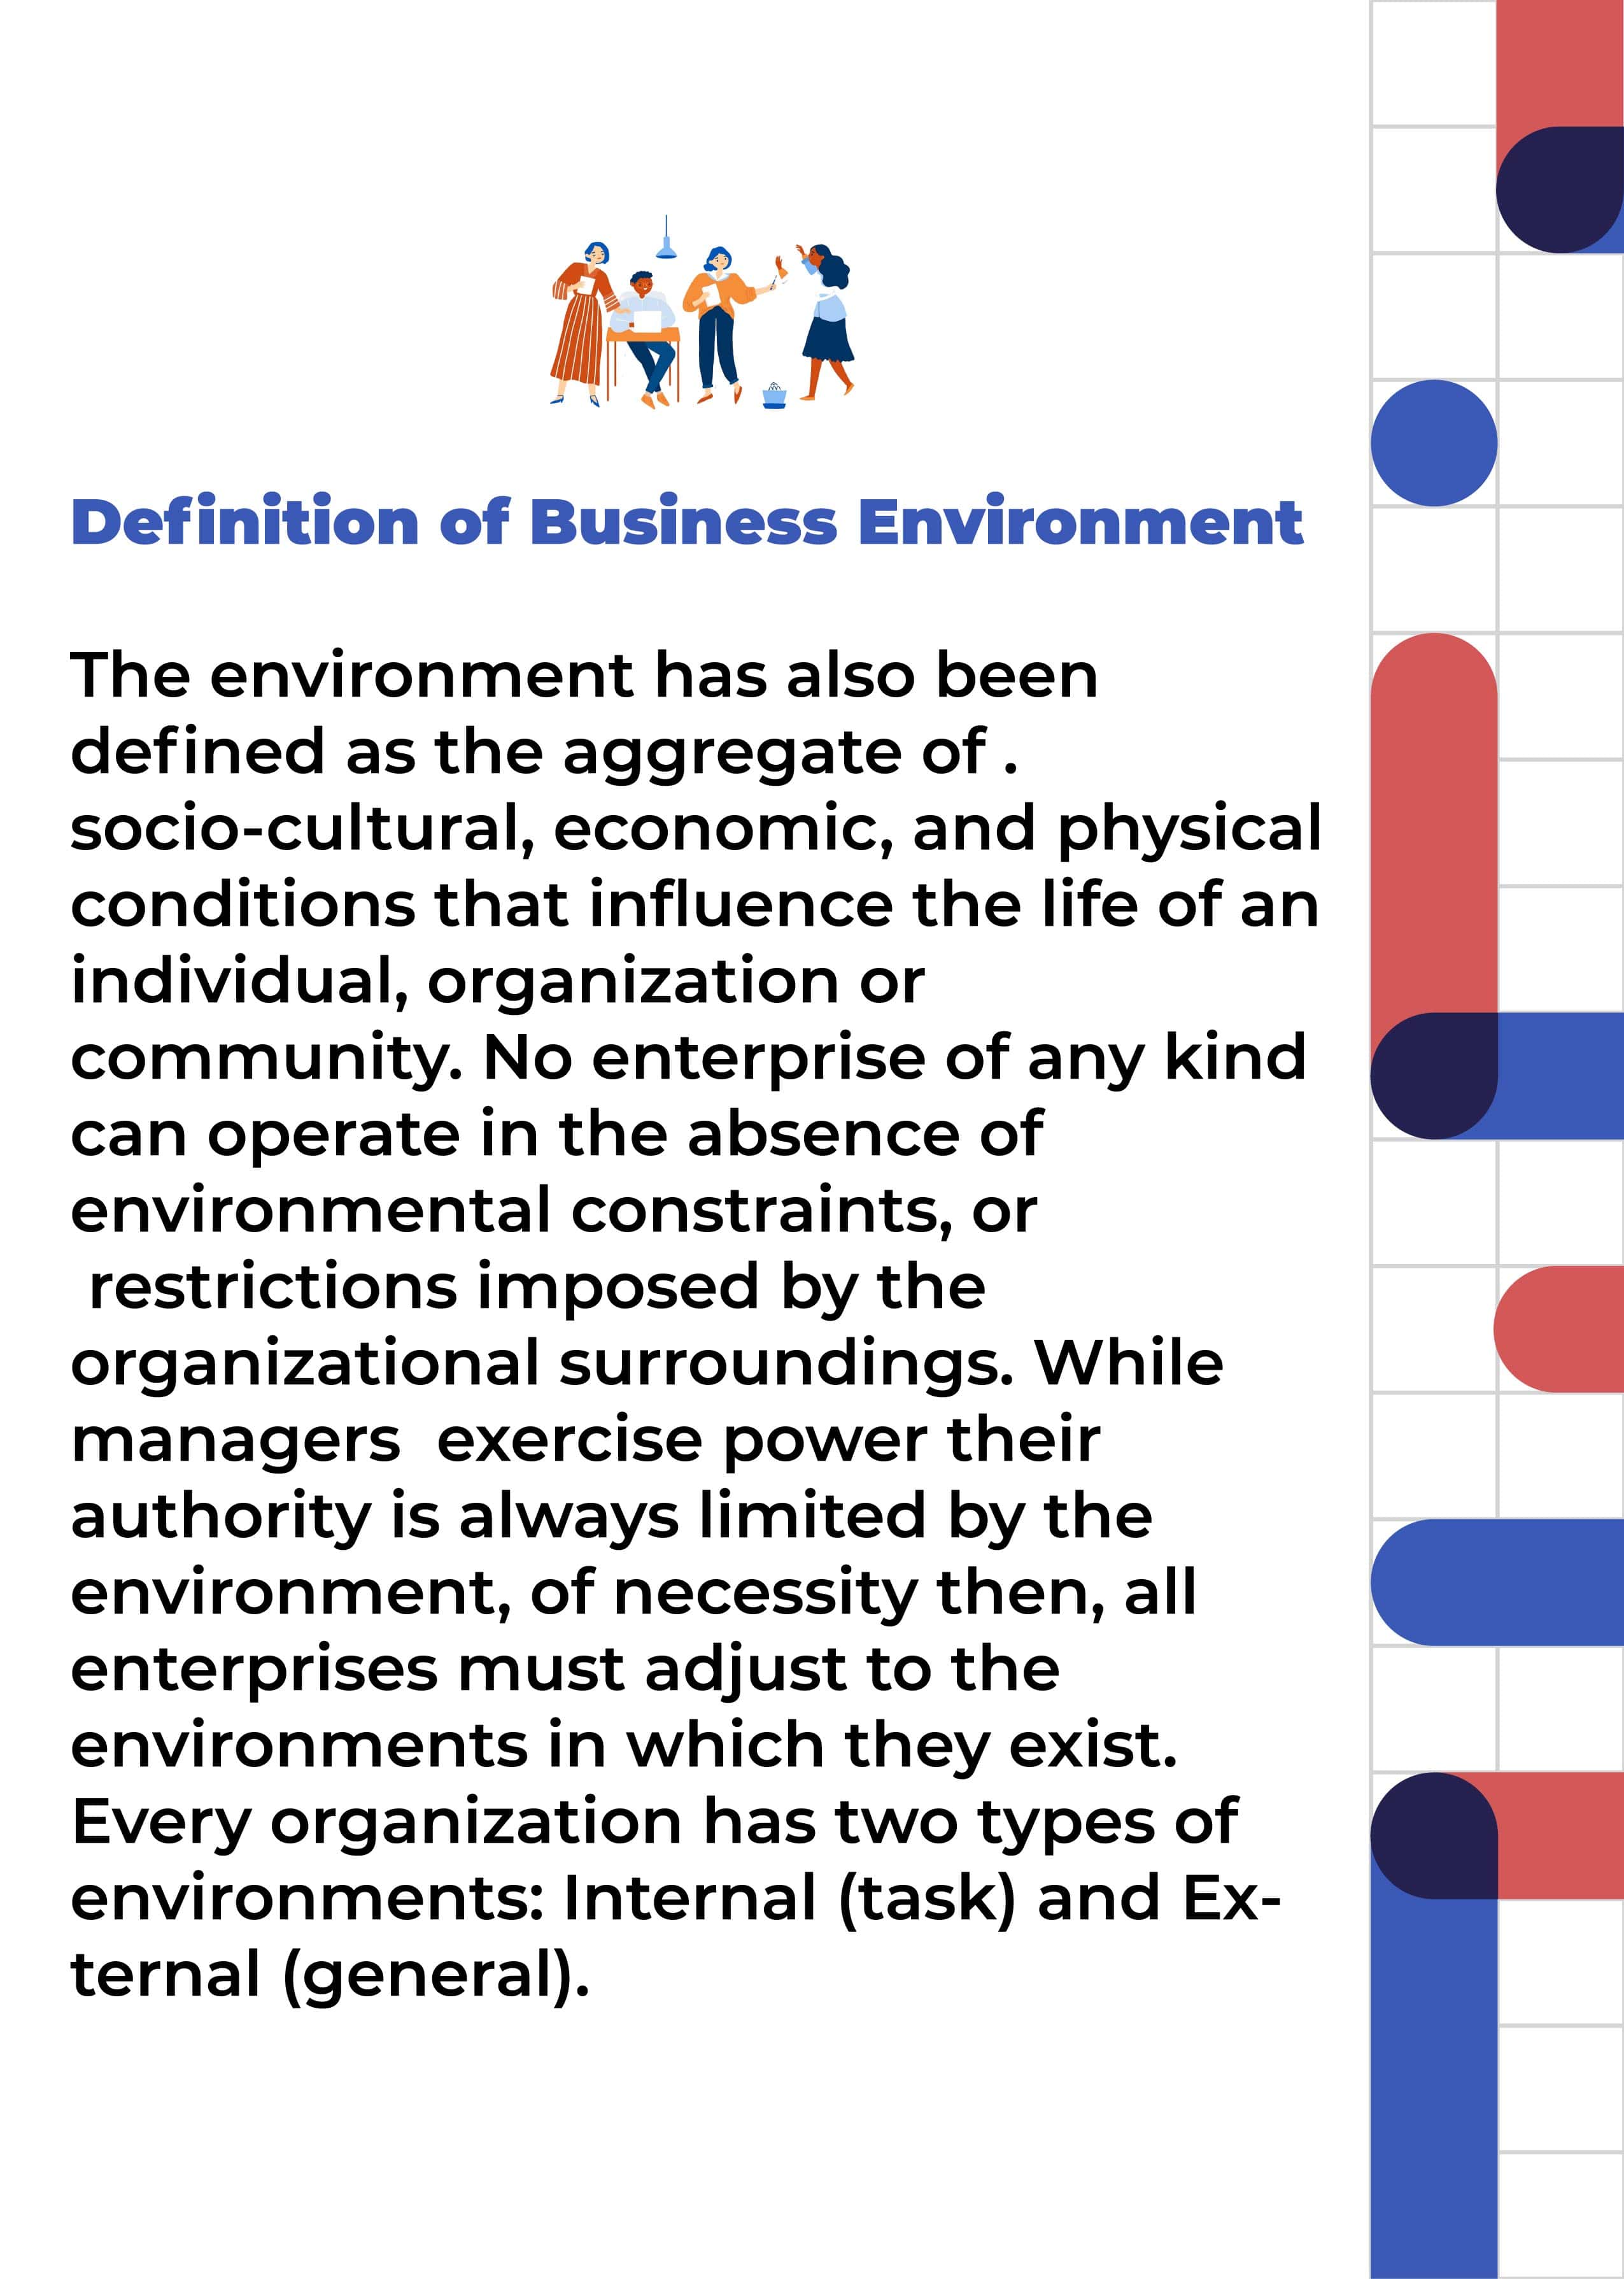 Definition of Business Environment
The environment has also been
defined as the aggregate of .
socio-cultural, economic, and physical
conditions that influence the life of an
individual, organization or
community. No enterprise of any kind
can operate in the absence of
environmental constraints, or
restrictions imposed by the
organizational surroundings. While
managers  exercise power their
authority is always limited by the
environment, of necessity then, all
enterprises must adjust to the
environments in which they exist.
Every organization has two types of
environments: Internal (task) and Ex-
ternal (general).